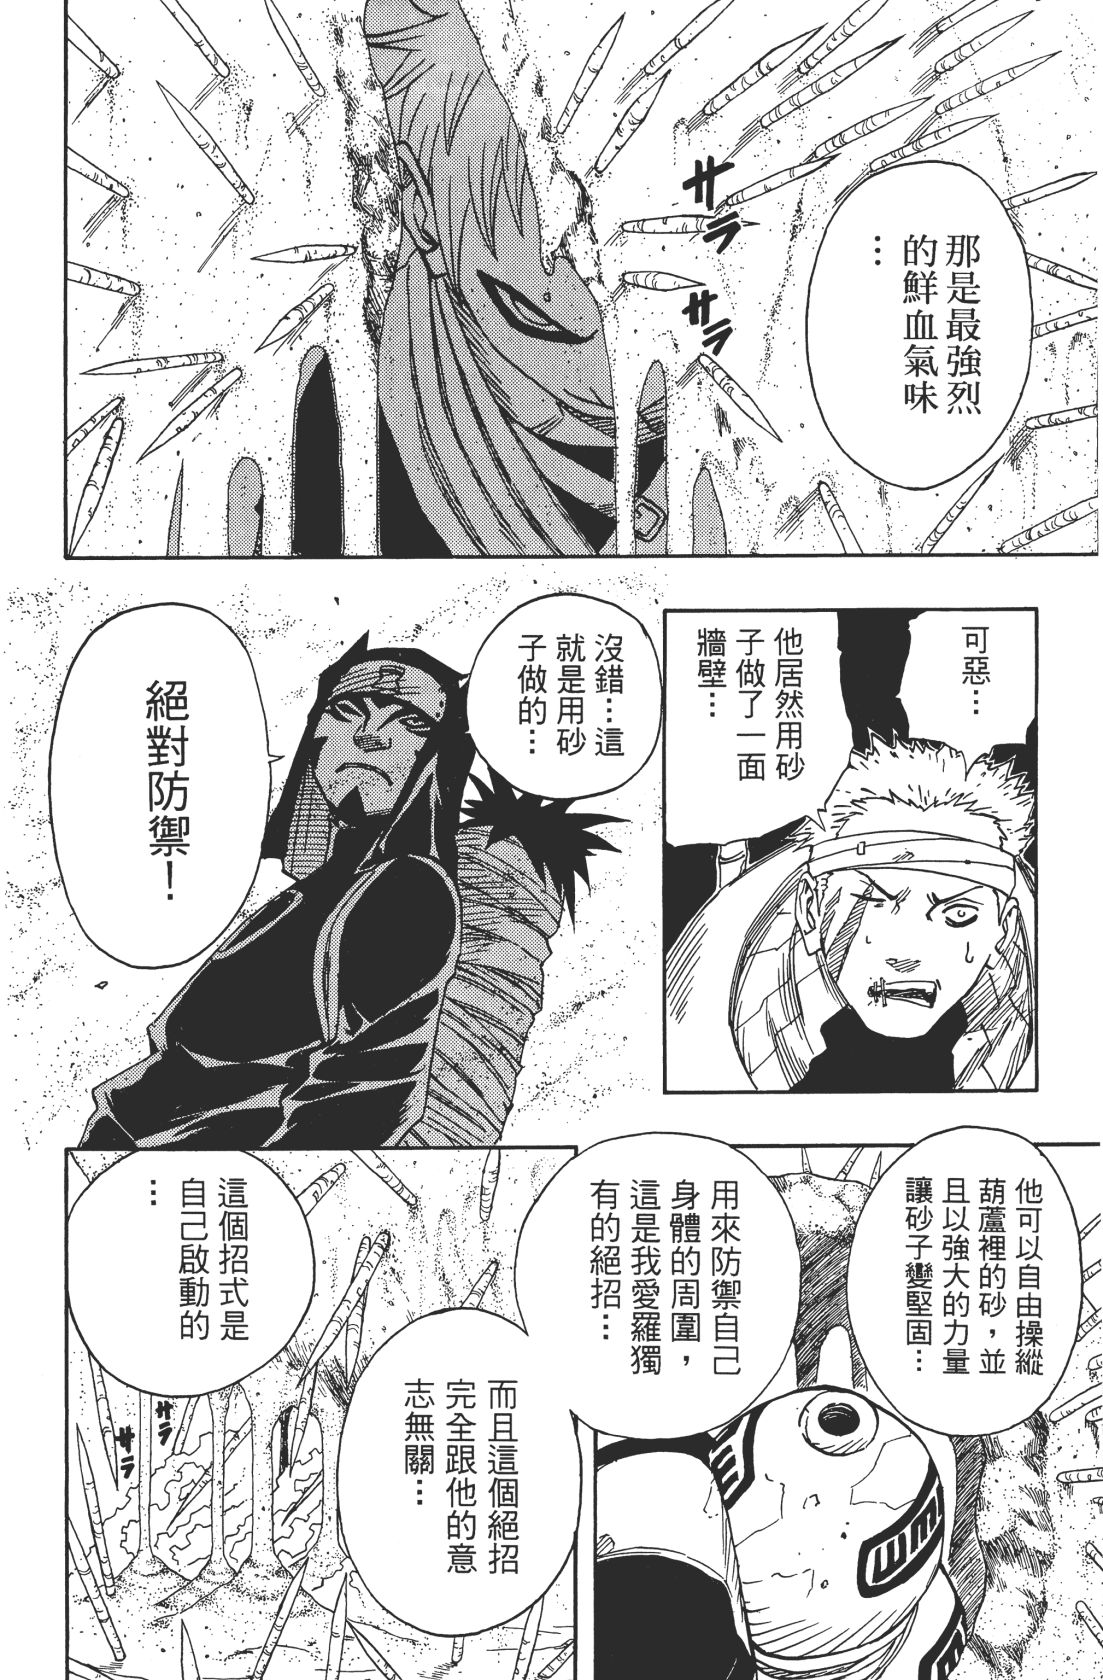 那是最強烈
的鮮血氣味
…
サラ
サラ
可惡…
他居然用砂
子做了一面
牆壁…
沒錯…這
就是用砂
子做的…
絕對防禦！
他可以自由操縱
葫蘆裡的砂，並
且以強大的力量
讓砂子變堅固…
用來防禦自己
身體的周圍，
這是我愛羅獨
有的絕招…
而且這個絕招
完全跟他的意
志無關…
這個招式是
自己啟動的
…
サラ
サラ